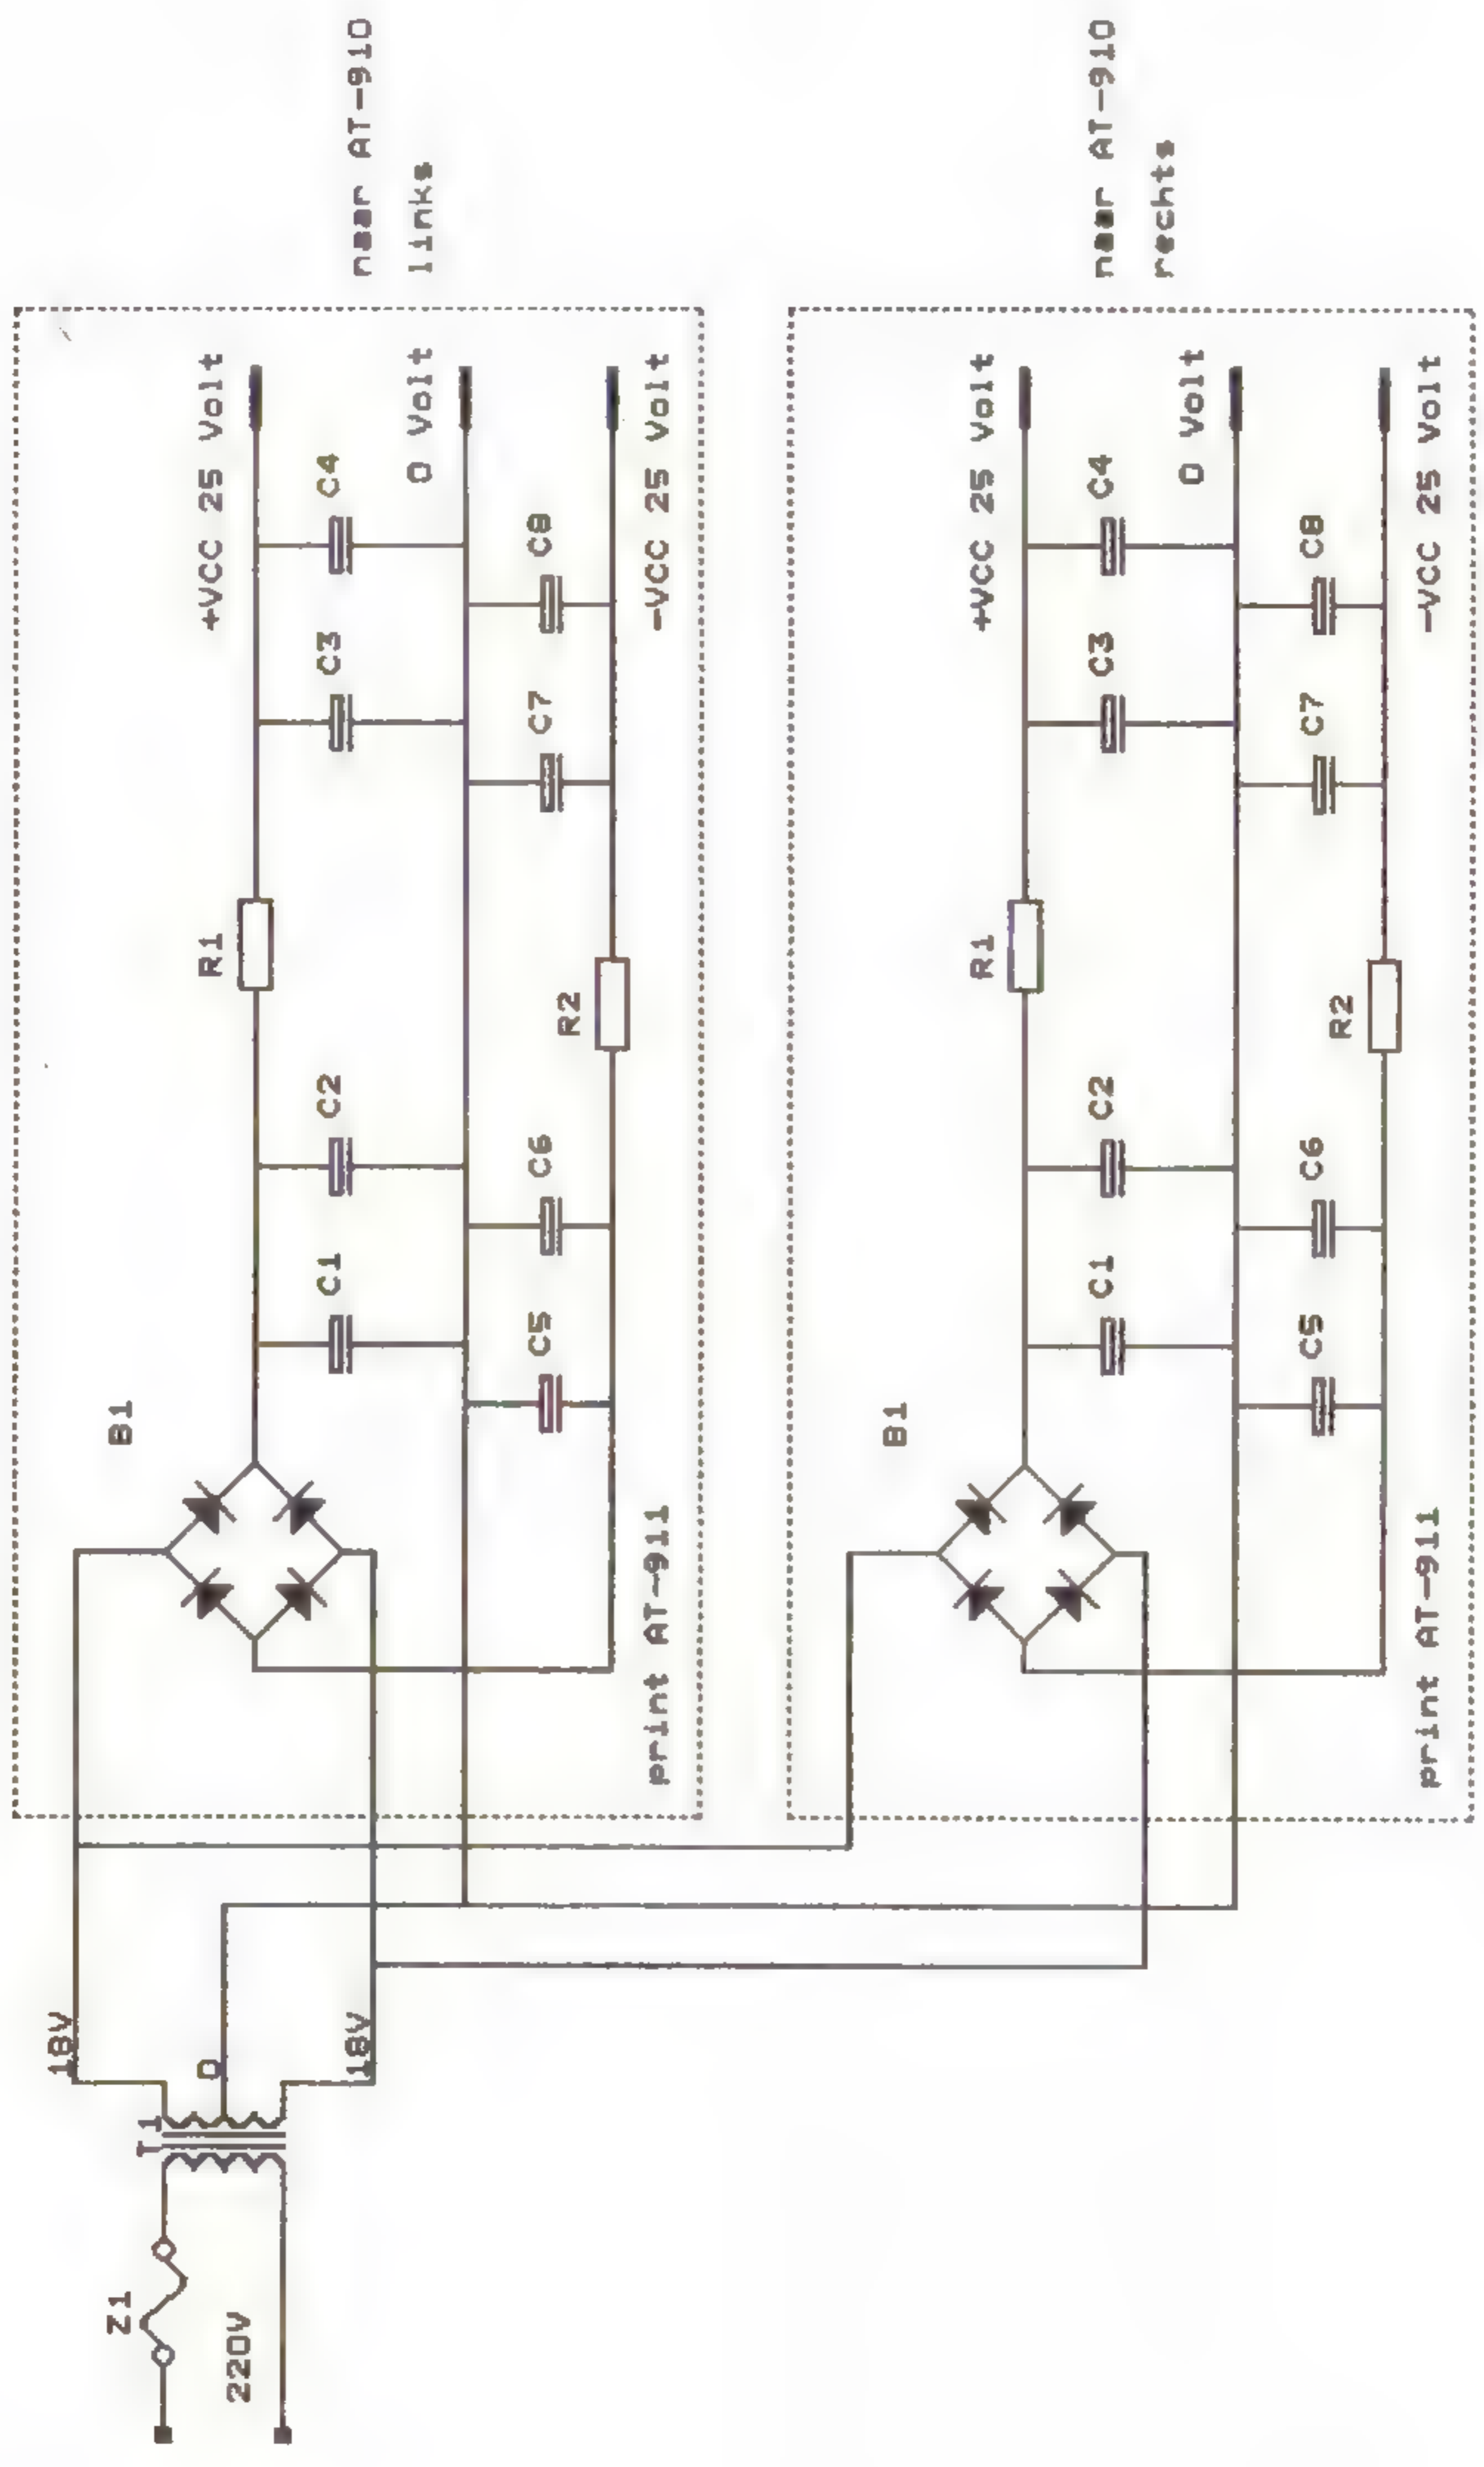 Z1
220V
T1
18V
0
18V
B1
C1
C2
R1
C3
C4
+VCC 25 Volt
0 Volt
C5
C6
R2
C7
C8
-VCC 25 Volt
print AT-911
naar AT-910
links
B1
C1
C2
R1
C3
C4
+VCC 25 Volt
0 Volt
C5
C6
R2
C7
C8
-VCC 25 Volt
print AT-911
naar AT-910
rechts